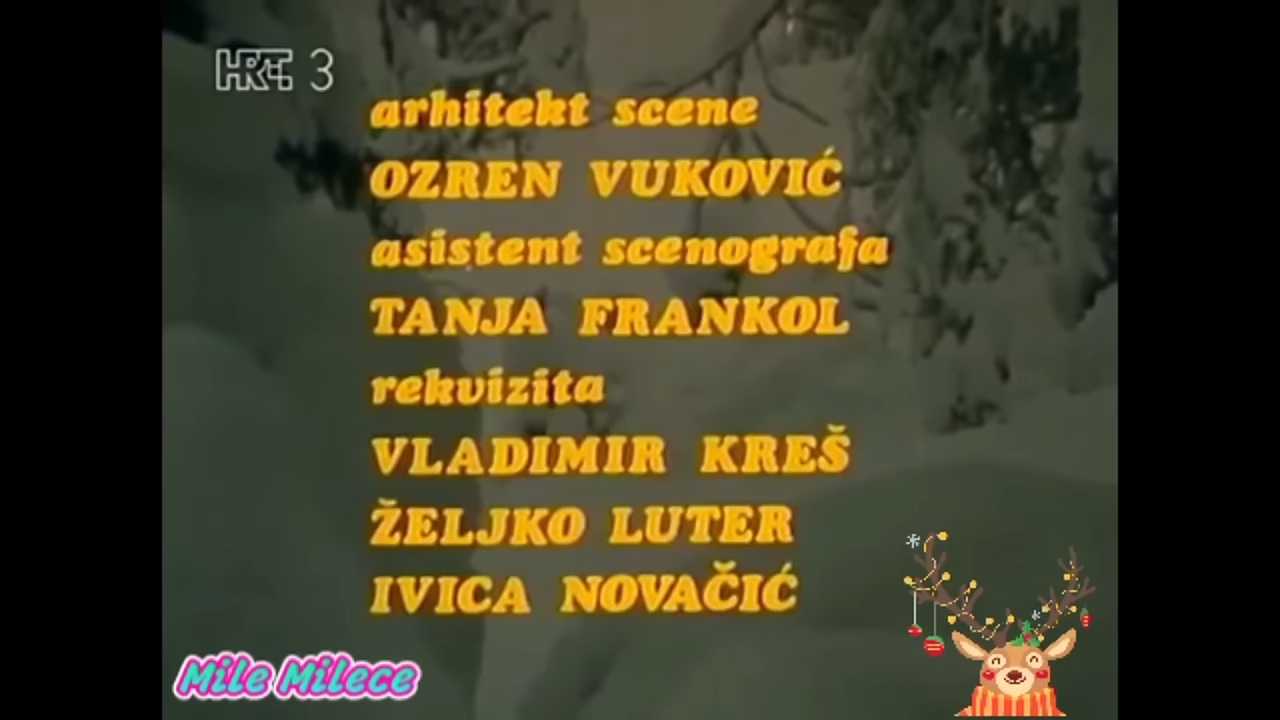 HRT 3
arhitekt scene
OZREN VUKOVIĆ
asistent scenografa
TANJA FRANKOL
rekvizita
VLADIMIR KREŠ
ŽELJKO LUTER
IVICA NOVAČIĆ
Mile Milece